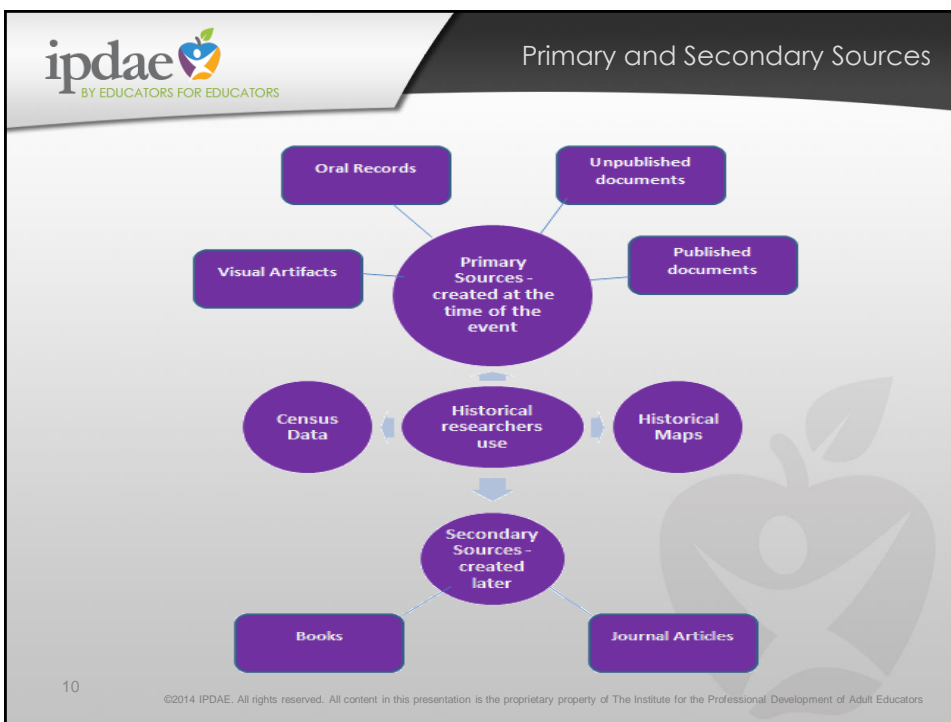 ipdae
BY EDUCATORS FOR EDUCATORS
Primary and Secondary Sources
Oral Records
Unpublished
documents
Visual Artifacts
Primary
Sources -
created at the
time of the
event
Published
documents
Census
Data
Historical
researchers
use
Historical
Maps
Secondary
Sources -
created
later
Books
Journal Articles
10
©2014 IPDAE. All rights reserved. All content in this presentation is the proprietary property of The Institute for the Professional Development of Adult Educators